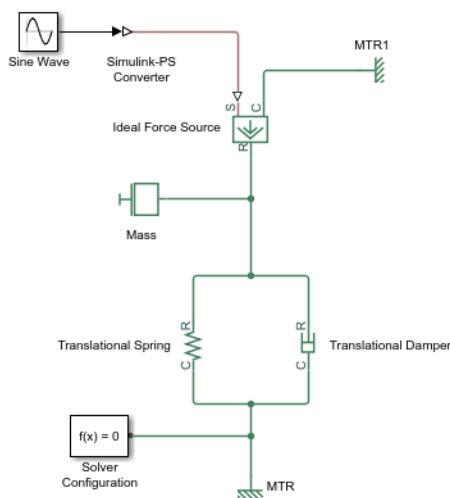 MTR1
Sine Wave
Simulink-PS
Converter
S
C
Ideal Force Source
R
Mass
R
R
Translational Spring
Translational Damper
C
C
f(x) = 0
Solver
Configuration
MTR